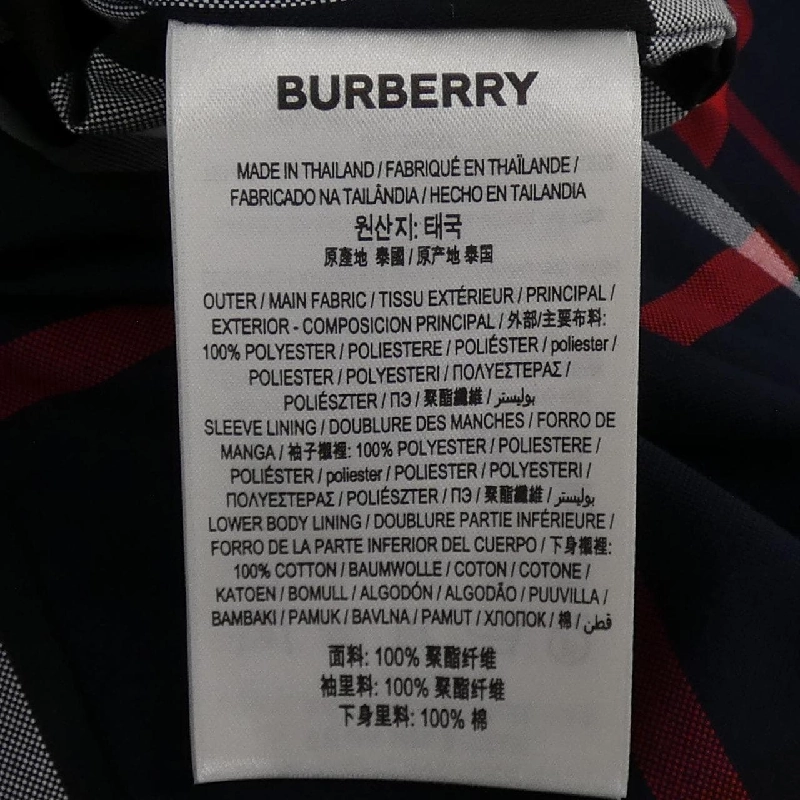 BURBERRY
MADE IN THAILAND / FABRIQUÉ EN THAÏLANDE /
FABRICADO NA TAILÂNDIA / HECHO EN TAILANDIA
원산지: 태국
原產地 泰國 / 原产地 泰国
OUTER / MAIN FABRIC / TISSU EXTÉRIEUR / PRINCIPAL /
EXTERIOR - COMPOSICION PRINCIPAL / 外部/主要布料:
100% POLYESTER / POLIESTERE / POLIÉSTER / poliester /
POLIESTER / POLYESTERI / ΠΟΛΥΕΣΤΕΡΑΣ /
POLIÉSZTER / ПЭ / 聚酯纖維 / بوليستر
SLEEVE LINING / DOUBLURE DES MANCHES / FORRO DE
MANGA / 袖子襯裡: 100% POLYESTER / POLIESTERE /
POLIÉSTER / poliester / POLIESTER / POLYESTERI /
ΠΟΛΥΕΣΤΕΡΑΣ / POLIÉSZTER / ПЭ / 聚酯纖維 / بوليستر
LOWER BODY LINING / DOUBLURE PARTIE INFÉRIEURE /
FORRO DE LA PARTE INFERIOR DEL CUERPO / 下身襯裡:
100% COTTON / BAUMWOLLE / COTON / COTONE /
KATOEN / BOMULL / ALGODÓN / ALGODÃO / PUUVILLA /
BAMBAKI / PAMUK / BAVLNA / PAMUT / ХЛОПОК / 棉 / قطن
面料: 100% 聚酯纤维
袖里料: 100% 聚酯纤维
下身里料: 100% 棉